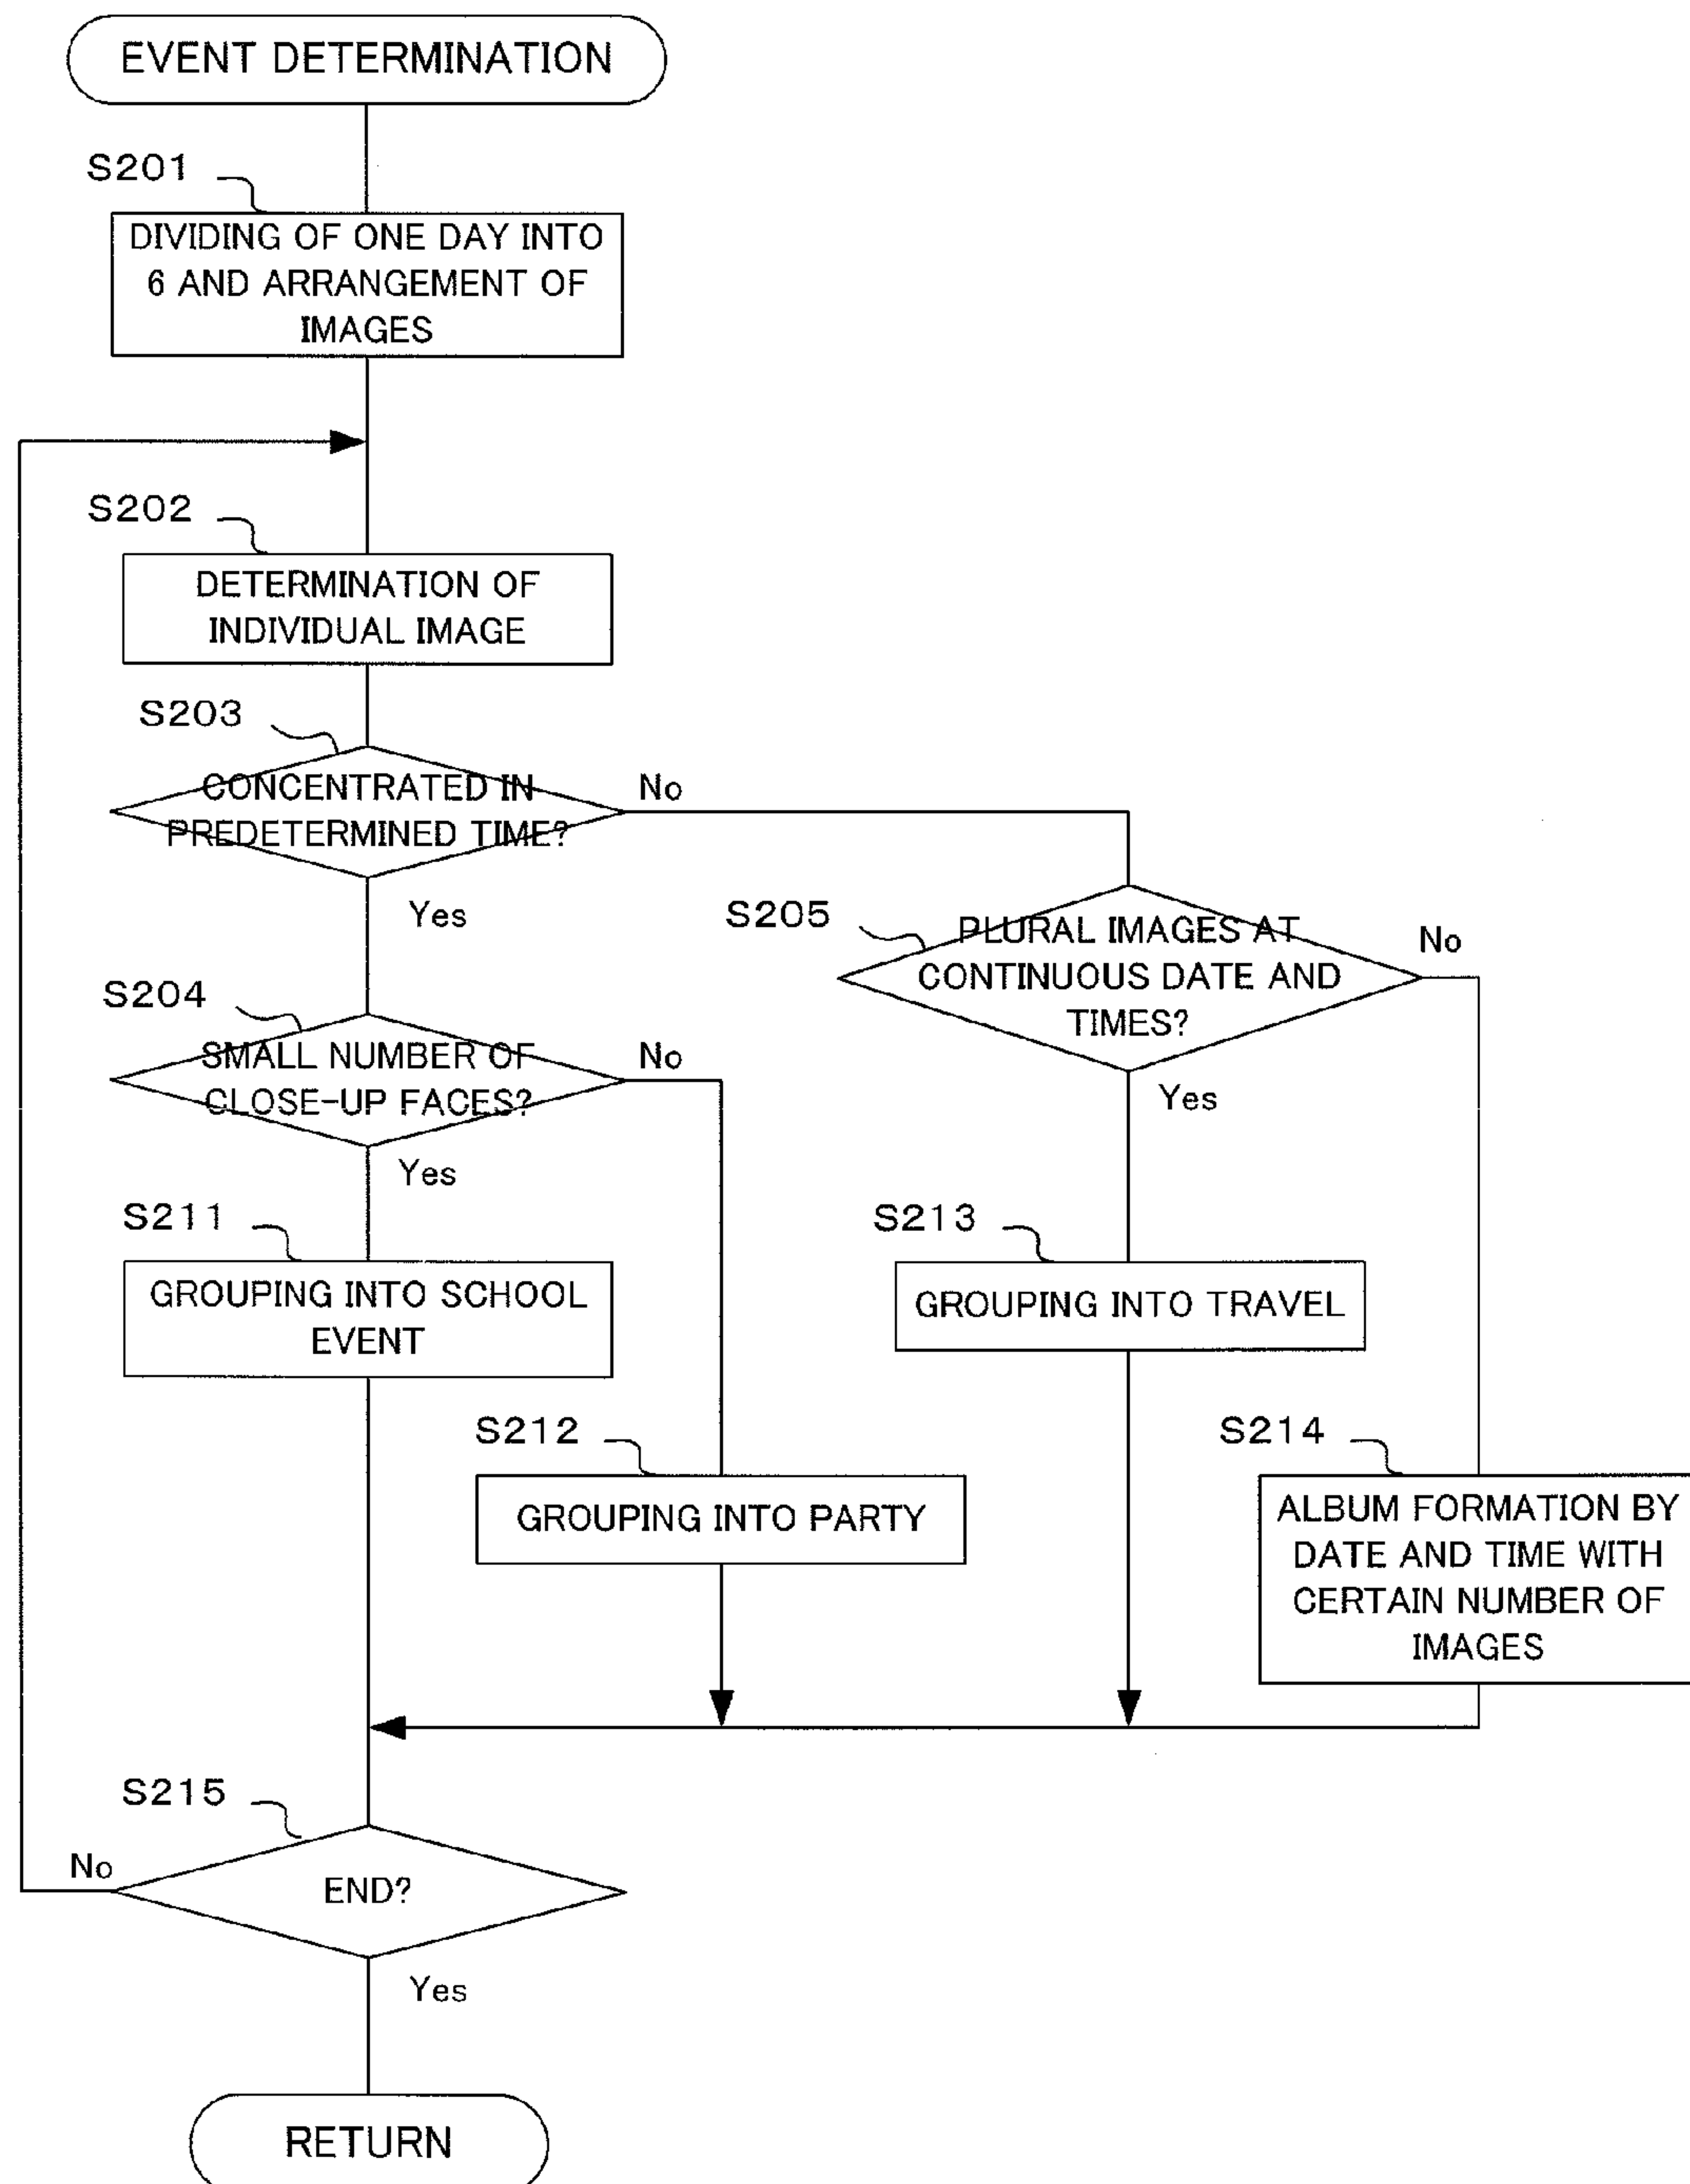 EVENT DETERMINATION
S201
DIVIDING OF ONE DAY INTO
6 AND ARRANGEMENT OF
IMAGES
S202
DETERMINATION OF
INDIVIDUAL IMAGE
S203
CONCENTRATED IN
PREDETERMINED TIME?
No
Yes
S205
PLURAL IMAGES AT
CONTINUOUS DATE AND
TIMES?
No
Yes
S204
SMALL NUMBER OF
CLOSE-UP FACES?
No
Yes
S211
GROUPING INTO SCHOOL
EVENT
S213
GROUPING INTO TRAVEL
S212
GROUPING INTO PARTY
S214
ALBUM FORMATION BY
DATE AND TIME WITH
CERTAIN NUMBER OF
IMAGES
S215
No
END?
Yes
RETURN